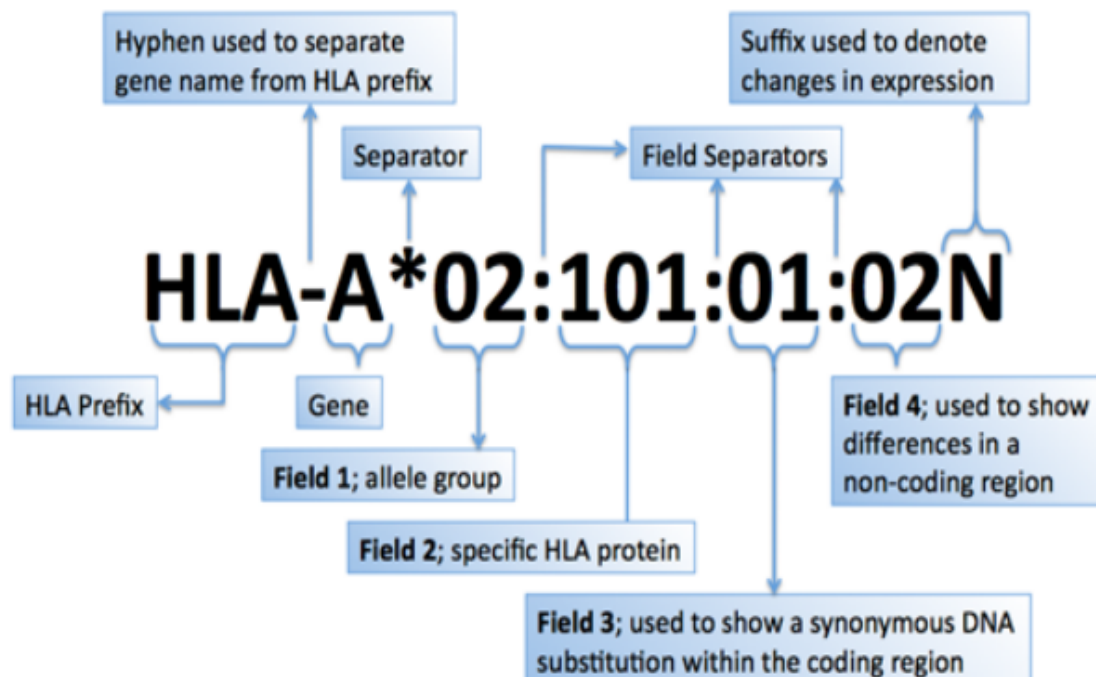 Hyphen used to separate
gene name from HLA prefix
Suffix used to denote
changes in expression
Separator
Field Separators
HLA-A*02:101:01:02N
HLA Prefix
Gene
Field 1; allele group
Field 2; specific HLA protein
Field 3; used to show a synonymous DNA
substitution within the coding region
Field 4; used to show
differences in a
non-coding region